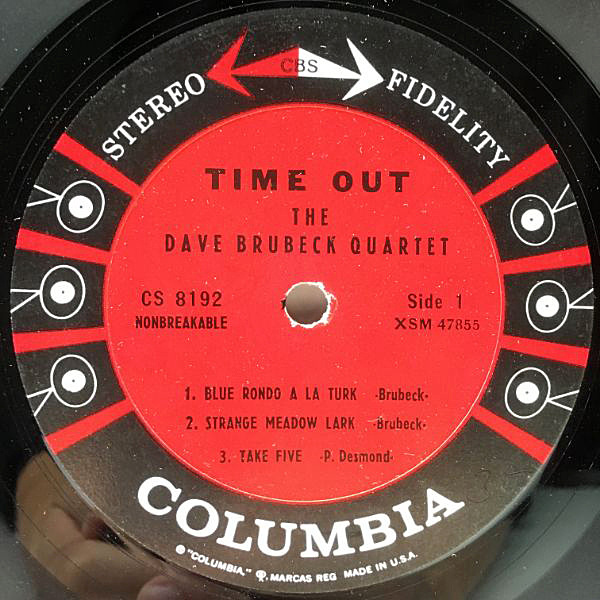 CBS
STEREO FIDELITY
TIME OUT
THE
DAVE BRUBECK QUARTET
CS 8192 Side 1
NONBREAKABLE XSM 47855
1. BLUE RONDO A LA TURK -Brubeck-
2. STRANGE MEADOW LARK -Brubeck-
3. TAKE FIVE -P. Desmond-
COLUMBIA
® "COLUMBIA," Ⓟ, MARCAS REG MADE IN U.S.A.